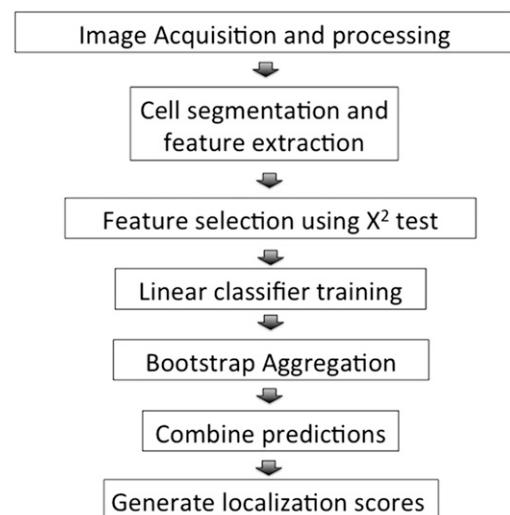 Image Acquisition and processing
Cell segmentation and
feature extraction
Feature selection using X² test
Linear classifier training
Bootstrap Aggregation
Combine predictions
Generate localization scores